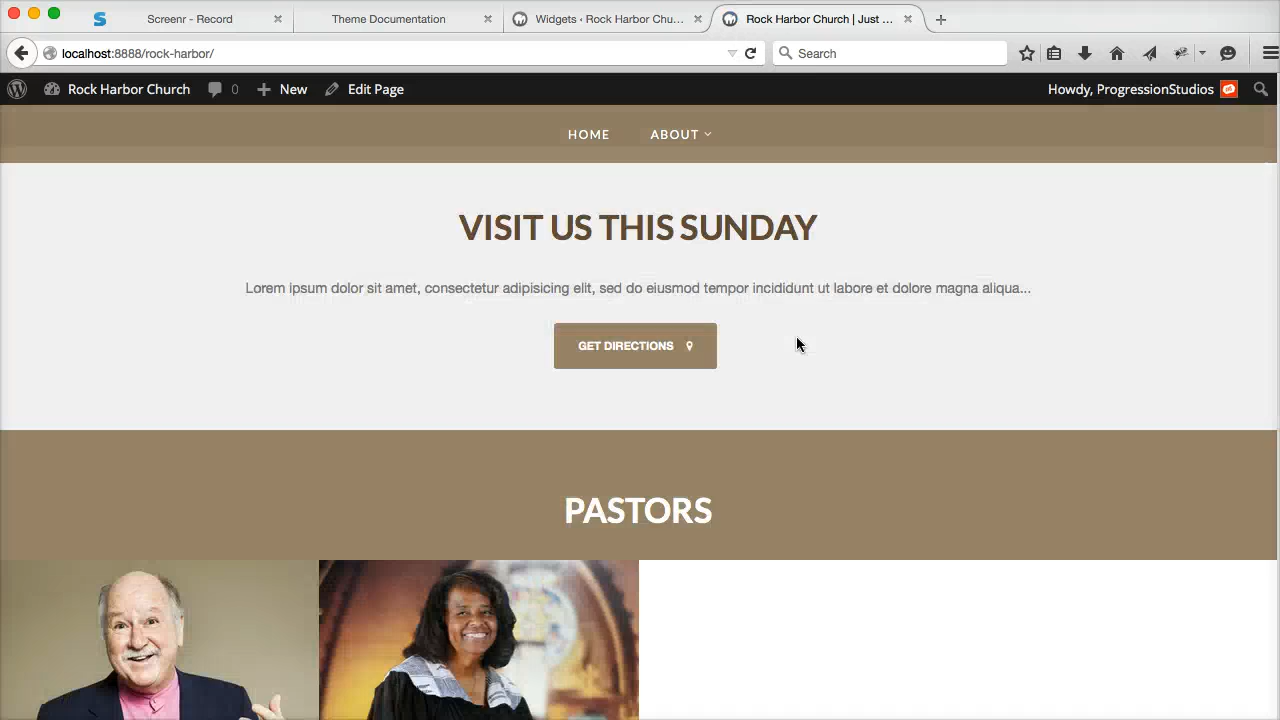 Screenr - Record
Theme Documentation
Widgets ‹ Rock Harbor Chu...
Rock Harbor Church | Just ...
localhost:8888/rock-harbor/
Search
Rock Harbor Church
0
New
Edit Page
Howdy, ProgressionStudios
HOME
ABOUT
VISIT US THIS SUNDAY
Lorem ipsum dolor sit amet, consectetur adipisicing elit, sed do eiusmod tempor incididunt ut labore et dolore magna aliqua...
GET DIRECTIONS
PASTORS